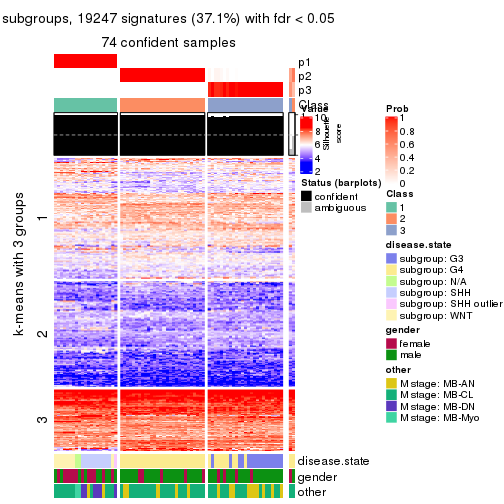 subgroups, 19247 signatures (37.1%) with fdr < 0.05
74 confident samples
p1
p2
p3
Class
k-means with 3 groups
1
2
3
disease.state
gender
other
Value
10
8
6
4
2
1
Silhouette
score
Status (barplots)
confident
ambiguous
Prob
1
0.8
0.6
0.4
0.2
0
Class
1
2
3
disease.state
subgroup: G3
subgroup: G4
subgroup: N/A
subgroup: SHH
subgroup: SHH outlier
subgroup: WNT
gender
female
male
other
M stage: MB-AN
M stage: MB-CL
M stage: MB-DN
M stage: MB-Myo